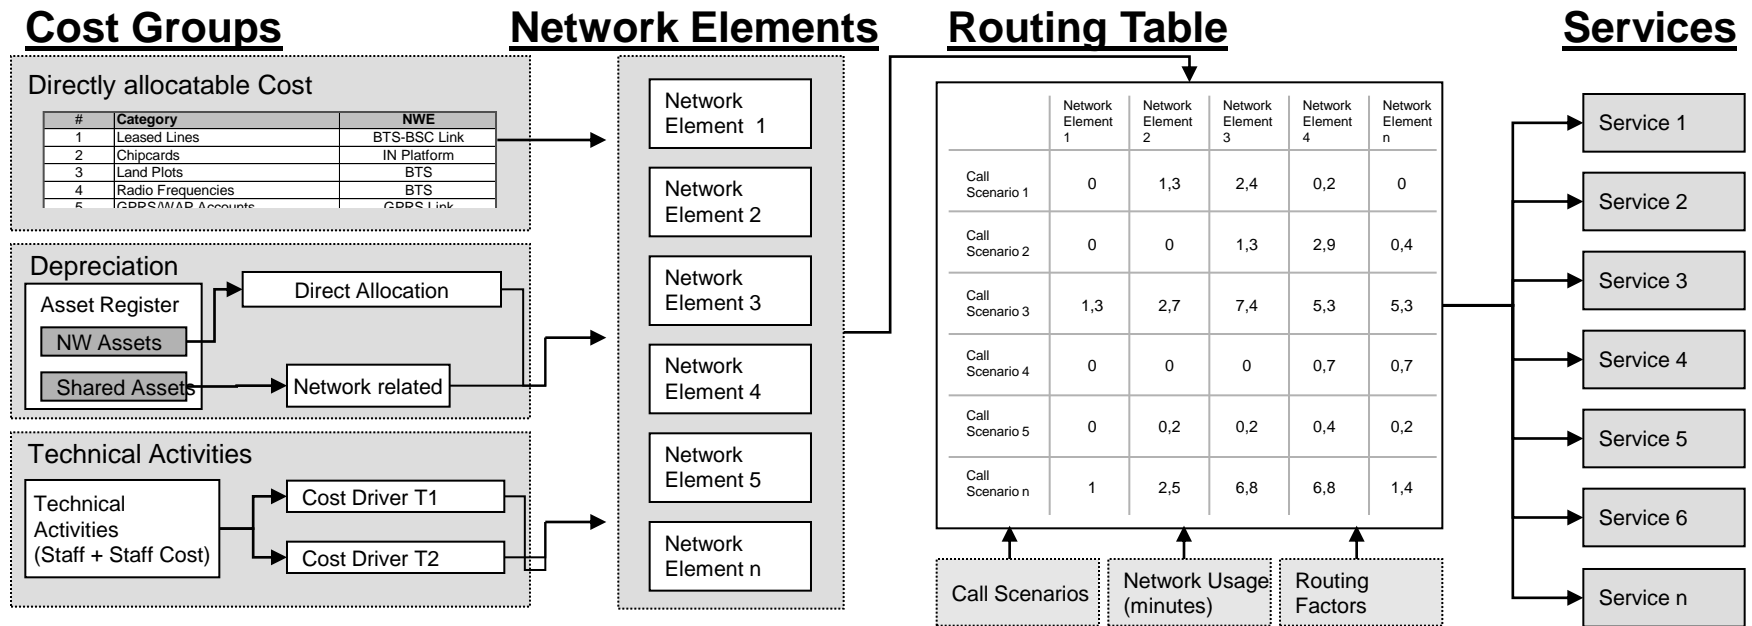 Cost Groups
Network Elements
Routing Table
Services
Directly allocatable Cost
# Category NWE
1 Leased Lines BTS-BSC Link
2 Chipcards IN Platform
3 Land Plots BTS
4 Radio Frequencies BTS
5 GPRS/WAP Accounts GPRS Link
Depreciation
Asset Register
NW Assets
Shared Assets
Direct Allocation
Network related
Technical Activities
Technical
Activities
(Staff + Staff Cost)
Cost Driver T1
Cost Driver T2
Network
Element 1
Network
Element 2
Network
Element 3
Network
Element 4
Network
Element 5
Network
Element n
Network Network Network Network Network
Element Element Element Element Element
1 2 3 4 n
Call
Scenario 1 0 1,3 2,4 0,2 0
Call
Scenario 2 0 0 1,3 2,9 0,4
Call
Scenario 3 1,3 2,7 7,4 5,3 5,3
Call
Scenario 4 0 0 0 0,7 0,7
Call
Scenario 5 0 0,2 0,2 0,4 0,2
Call
Scenario n 1 2,5 6,8 6,8 1,4
Call Scenarios
Network Usage
(minutes)
Routing
Factors
Service 1
Service 2
Service 3
Service 4
Service 5
Service 6
Service n